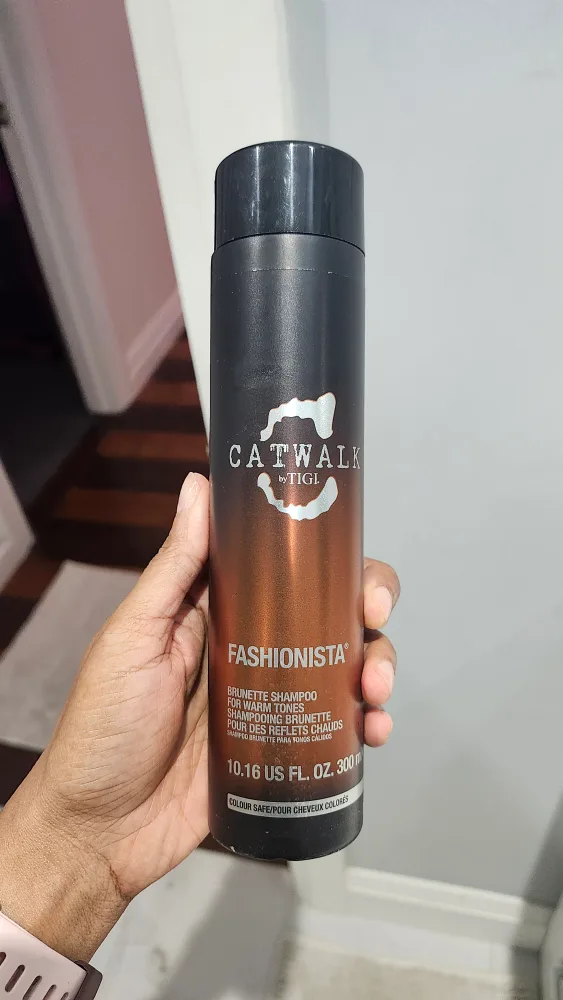 CATWALK
by TIGI
FASHIONISTA®
BRUNETTE SHAMPOO
FOR WARM TONES
SHAMPOOING BRUNETTE
POUR DES REFLETS CHAUDS
SHAMPOO BRUNETTE PARA TONOS CÁLIDOS
10.16 US FL. OZ. 300 m
COLOUR SAFE/POUR CHEVEUX COLORÉS